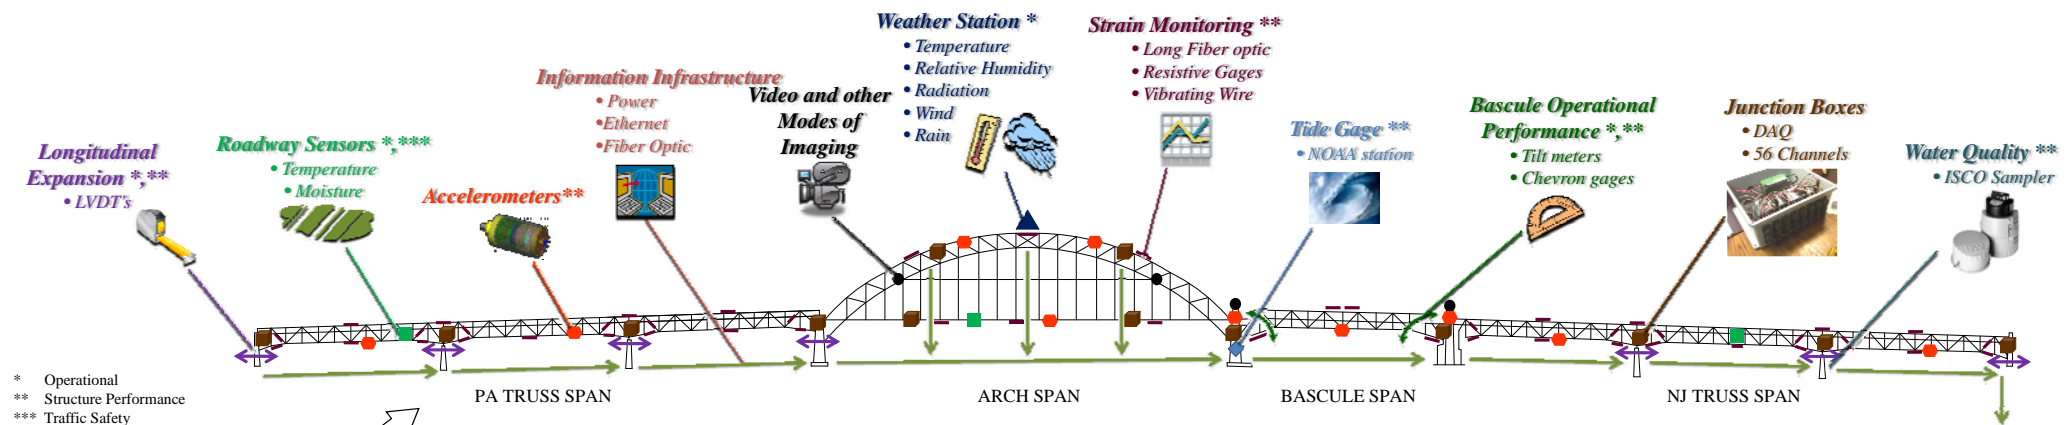 Longitudinal
Expansion *,**
• LVDT's
Roadway Sensors *,***
• Temperature
• Moisture
Accelerometers**
Information Infrastructure
• Power
•Ethernet
•Fiber Optic
Video and other
Modes of
Imaging
Weather Station *
• Temperature
• Relative Humidity
• Radiation
• Wind
• Rain
Strain Monitoring **
• Long Fiber optic
• Resistive Gages
• Vibrating Wire
Tide Gage **
• NOAA station
Bascule Operational
Performance *,**
• Tilt meters
• Chevron gages
Junction Boxes
• DAQ
• 56 Channels
Water Quality **
• ISCO Sampler
PA TRUSS SPAN
ARCH SPAN
BASCULE SPAN
NJ TRUSS SPAN
* Operational
** Structure Performance
*** Traffic Safety